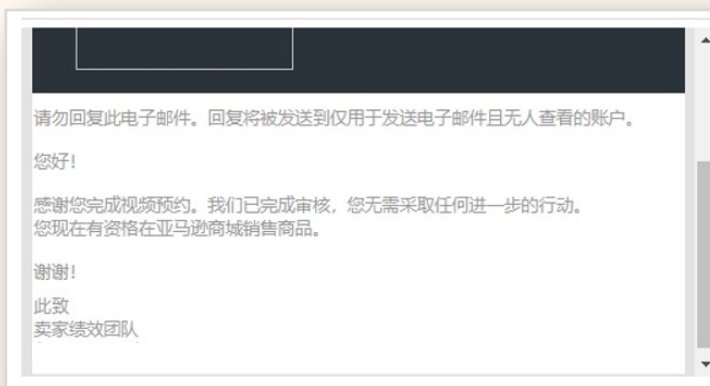 请勿回复此电子邮件。回复将被发送到仅用于发送电子邮件且无人查看的账户。
您好！
感谢您完成视频预约。我们已完成审核，您无需采取任何进一步的行动。
您现在有资格在亚马逊商城销售商品。
谢谢！
此致
卖家绩效团队